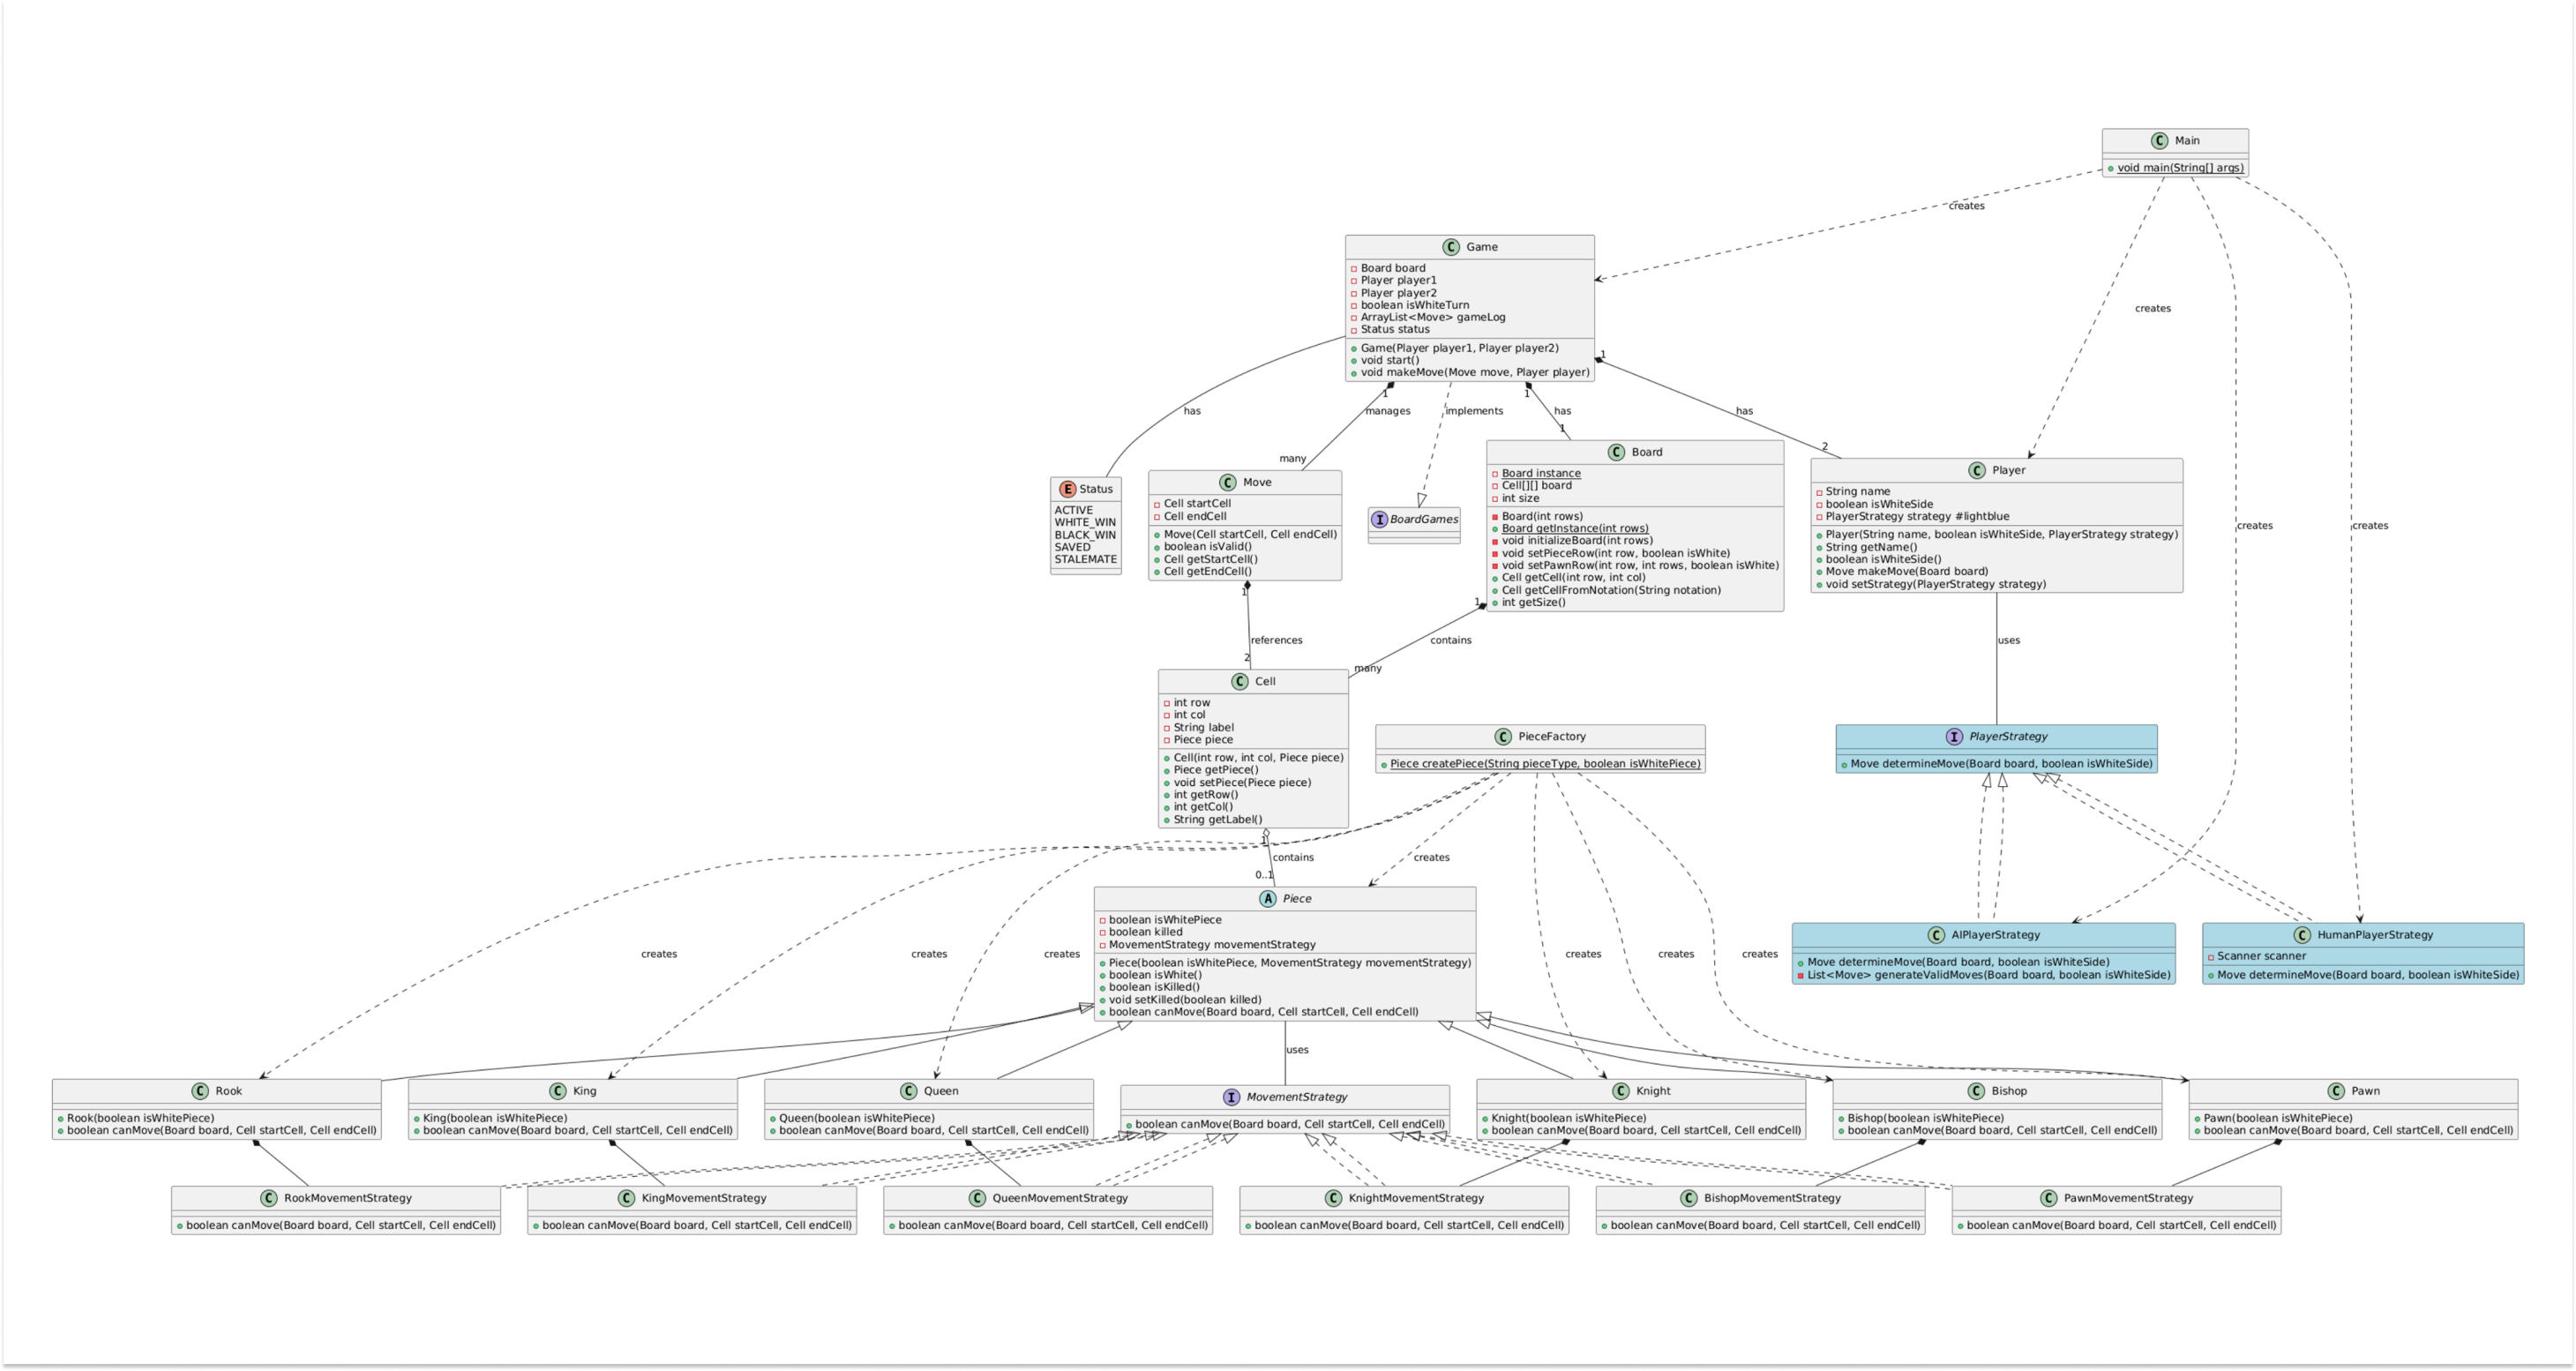 C Main
void main(String[] args)
creates
C Game
Board board
Player player1
Player player2
boolean isWhiteTurn
ArrayList<Move> gameLog
Status status
Game(Player player1, Player player2)
void start()
void makeMove(Move move, Player player)
creates
creates
creates
has
1
manages
many
implements
1
has
1
1
has
2
E Status
ACTIVE
WHITE_WIN
BLACK_WIN
SAVED
STALEMATE
C Move
Cell startCell
Cell endCell
Move(Cell startCell, Cell endCell)
boolean isValid()
Cell getStartCell()
Cell getEndCell()
I BoardGames
C Board
Board instance
Cell[][] board
int size
Board(int rows)
Board getInstance(int rows)
void initializeBoard(int rows)
void setPieceRow(int row, boolean isWhite)
void setPawnRow(int row, int rows, boolean isWhite)
Cell getCell(int row, int col)
Cell getCellFromNotation(String notation)
int getSize()
C Player
String name
boolean isWhiteSide
PlayerStrategy strategy #lightblue
Player(String name, boolean isWhiteSide, PlayerStrategy strategy)
String getName()
boolean isWhiteSide()
Move makeMove(Board board)
void setStrategy(PlayerStrategy strategy)
1
references
2
1
contains
many
uses
C Cell
int row
int col
String label
Piece piece
Cell(int row, int col, Piece piece)
Piece getPiece()
void setPiece(Piece piece)
int getRow()
int getCol()
String getLabel()
C PieceFactory
Piece createPiece(String pieceType, boolean isWhitePiece)
I PlayerStrategy
Move determineMove(Board board, boolean isWhiteSide)
1
contains
0..1
creates
A Piece
boolean isWhitePiece
boolean killed
MovementStrategy movementStrategy
Piece(boolean isWhitePiece, MovementStrategy movementStrategy)
boolean isWhite()
boolean isKilled()
void setKilled(boolean killed)
boolean canMove(Board board, Cell startCell, Cell endCell)
C AIPlayerStrategy
Move determineMove(Board board, boolean isWhiteSide)
List<Move> generateValidMoves(Board board, boolean isWhiteSide)
C HumanPlayerStrategy
Scanner scanner
Move determineMove(Board board, boolean isWhiteSide)
creates
creates
creates
creates
creates
creates
uses
C Rook
Rook(boolean isWhitePiece)
boolean canMove(Board board, Cell startCell, Cell endCell)
C King
King(boolean isWhitePiece)
boolean canMove(Board board, Cell startCell, Cell endCell)
C Queen
Queen(boolean isWhitePiece)
boolean canMove(Board board, Cell startCell, Cell endCell)
I MovementStrategy
boolean canMove(Board board, Cell startCell, Cell endCell)
C Knight
Knight(boolean isWhitePiece)
boolean canMove(Board board, Cell startCell, Cell endCell)
C Bishop
Bishop(boolean isWhitePiece)
boolean canMove(Board board, Cell startCell, Cell endCell)
C Pawn
Pawn(boolean isWhitePiece)
boolean canMove(Board board, Cell startCell, Cell endCell)
C RookMovementStrategy
boolean canMove(Board board, Cell startCell, Cell endCell)
C KingMovementStrategy
boolean canMove(Board board, Cell startCell, Cell endCell)
C QueenMovementStrategy
boolean canMove(Board board, Cell startCell, Cell endCell)
C KnightMovementStrategy
boolean canMove(Board board, Cell startCell, Cell endCell)
C BishopMovementStrategy
boolean canMove(Board board, Cell startCell, Cell endCell)
C PawnMovementStrategy
boolean canMove(Board board, Cell startCell, Cell endCell)